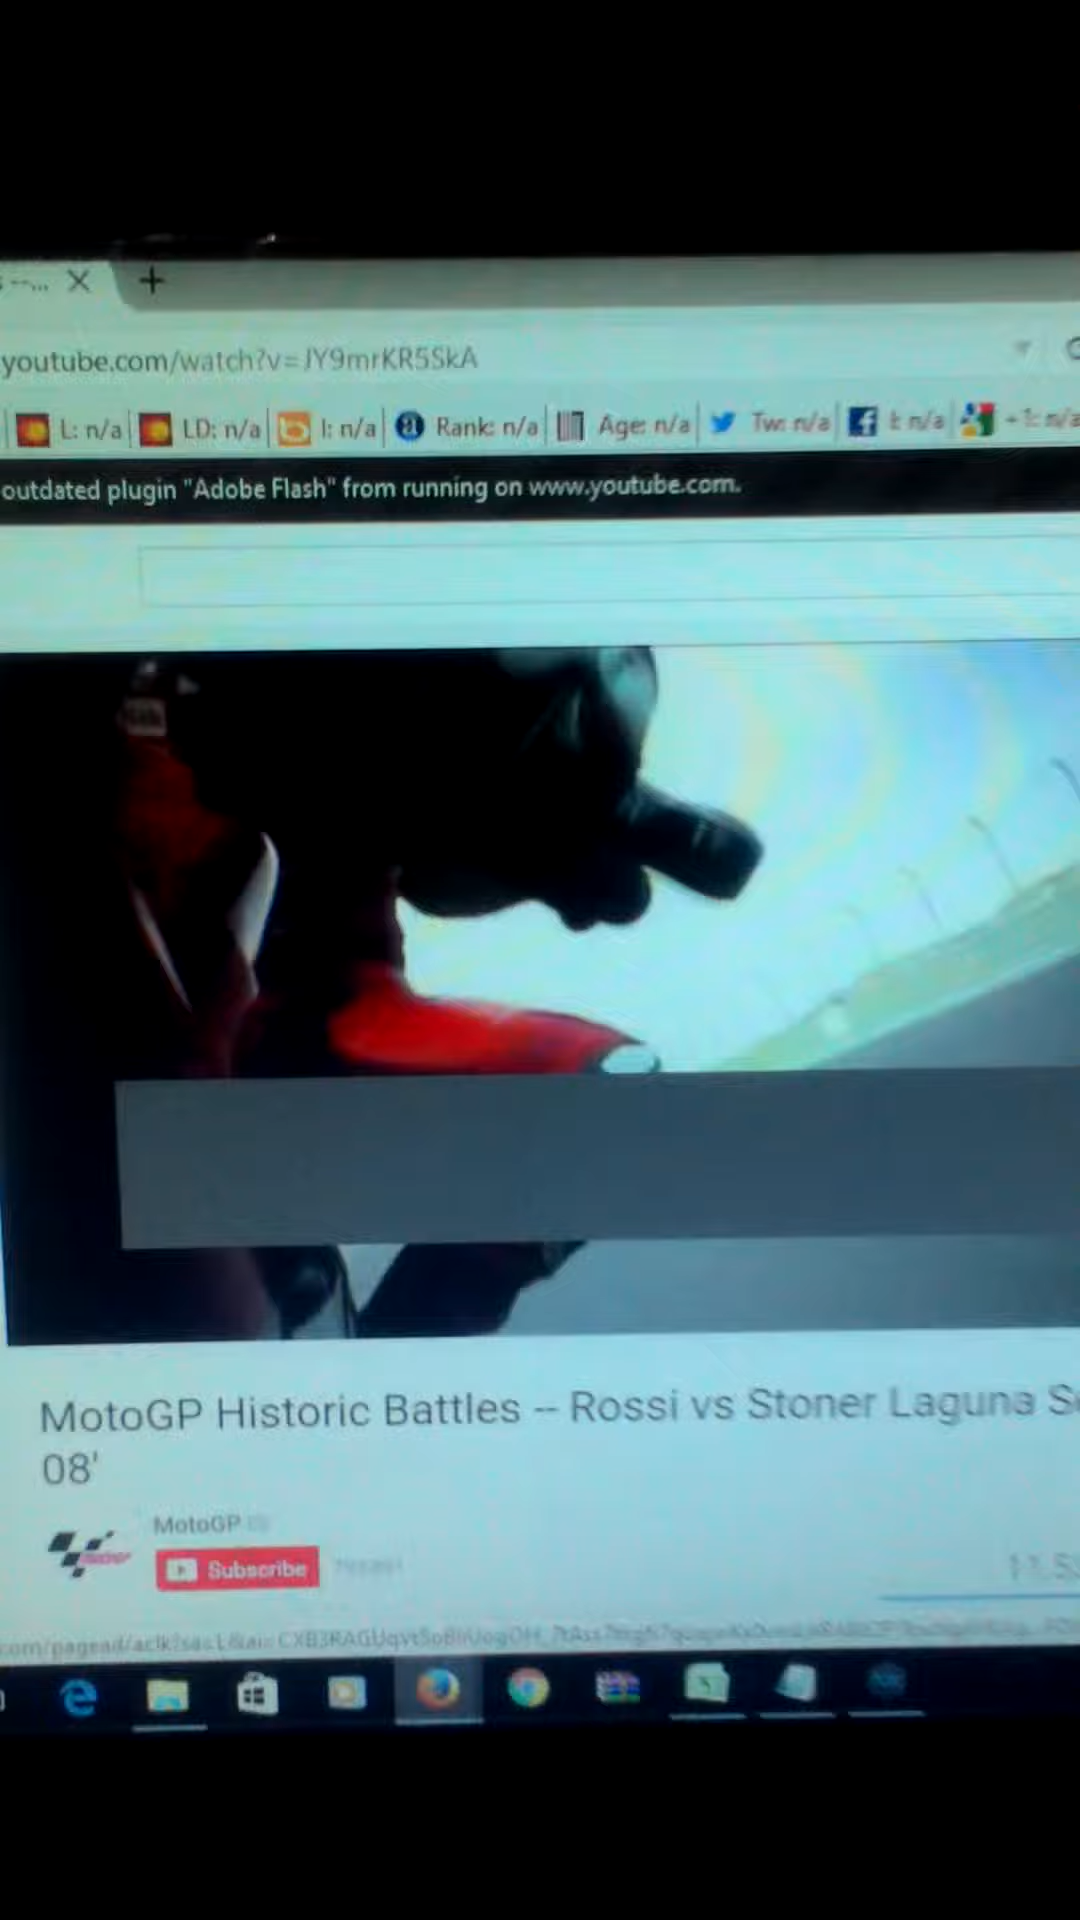 --...
youtube.com/watch?v=JY9mrKR5SkA
L: n/a LD: n/a I: n/a Rank: n/a Age: n/a Tw: n/a l: n/a +1: n/a
outdated plugin "Adobe Flash" from running on www.youtube.com.
MotoGP Historic Battles -- Rossi vs Stoner Laguna
08'
MotoGP
Subscribe